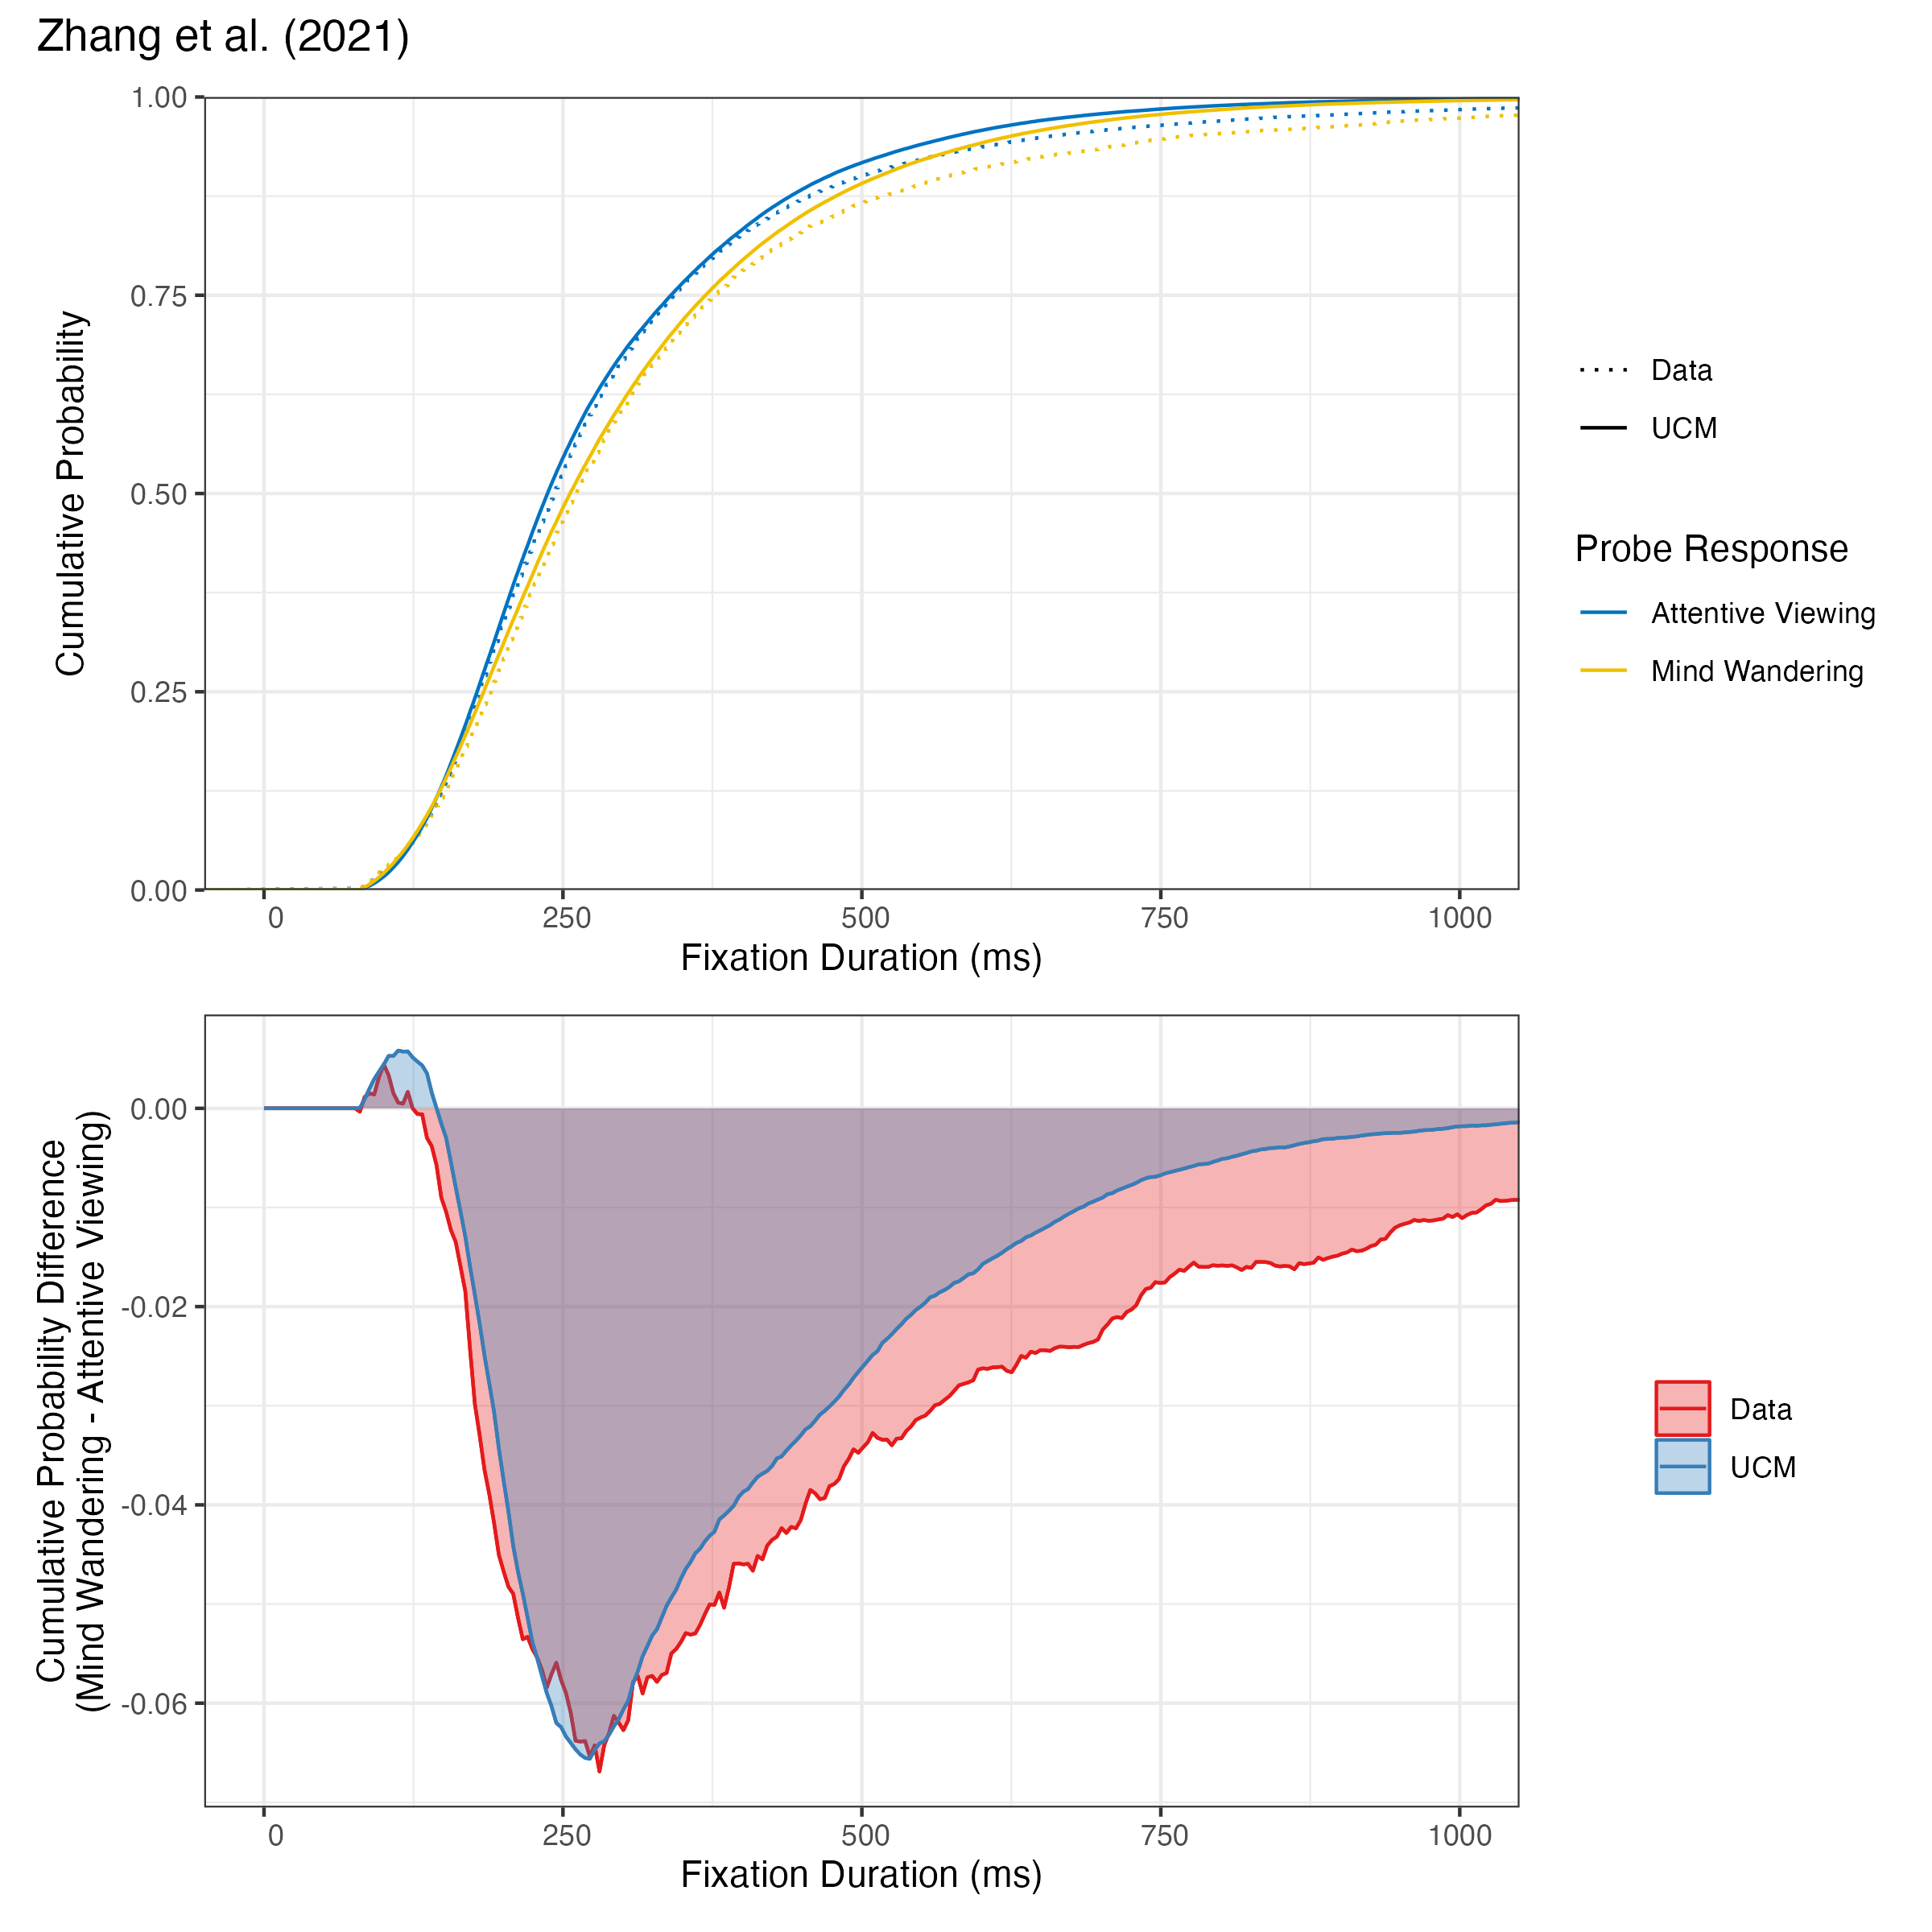 Zhang et al. (2021)
1.00
0.75
0.50
0.25
0.00
Cumulative Probability
0 250 500 750 1000
Fixation Duration (ms)
Data
UCM
Probe Response
Attentive Viewing
Mind Wandering
0.00
-0.02
-0.04
-0.06
Cumulative Probability Difference
(Mind Wandering - Attentive Viewing)
0 250 500 750 1000
Fixation Duration (ms)
Data
UCM